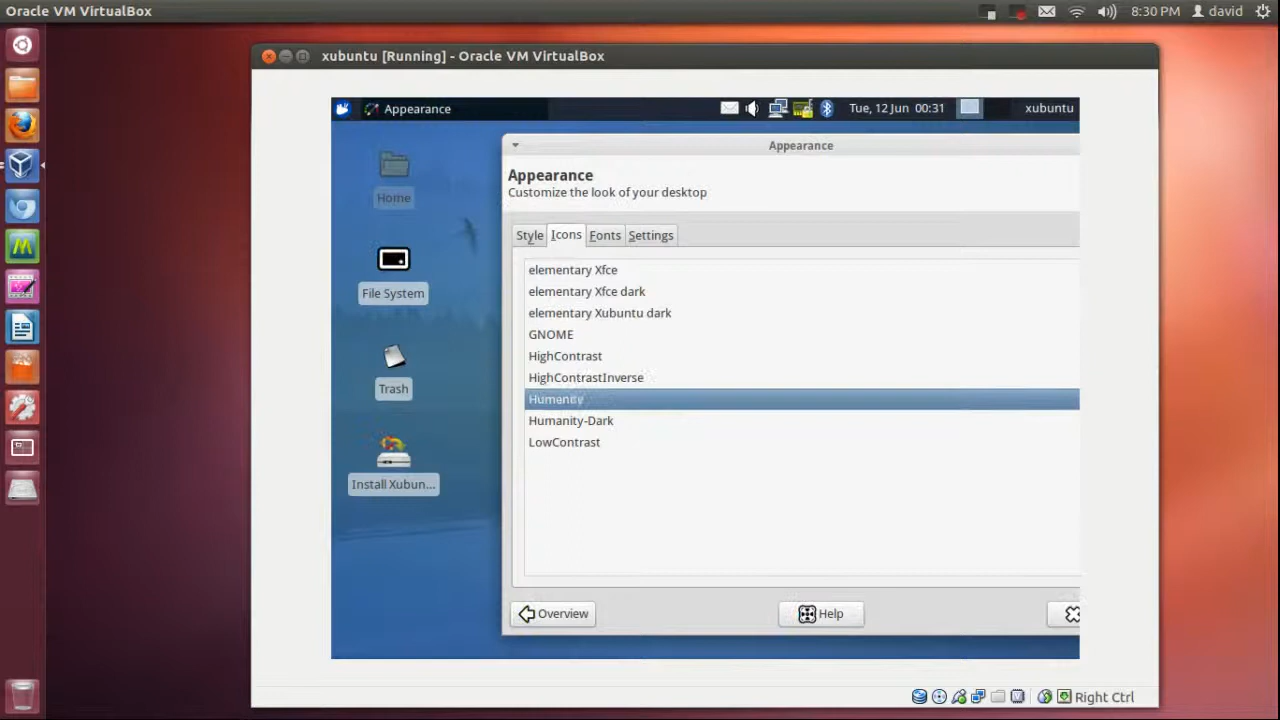 Oracle VM VirtualBox
8:30 PM
david
xubuntu [Running] - Oracle VM VirtualBox
Appearance
Tue, 12 Jun 00:31
xubuntu
Home
File System
Trash
Install Xubun...
Appearance
Appearance
Customize the look of your desktop
Style
Icons
Fonts
Settings
elementary Xfce
elementary Xfce dark
elementary Xubuntu dark
GNOME
HighContrast
HighContrastInverse
Humanity
Humanity-Dark
LowContrast
Overview
Help
Right Ctrl